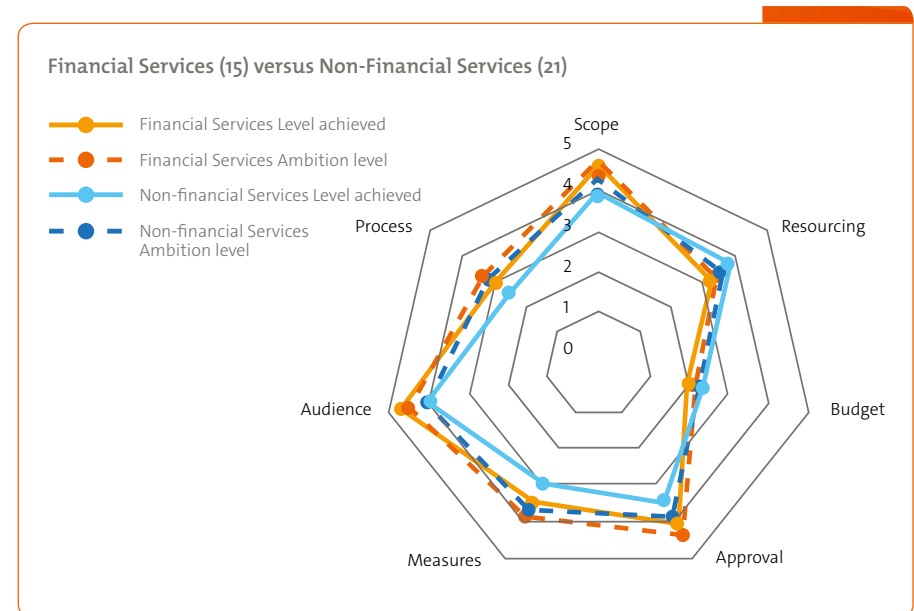 Financial Services (15) versus Non-Financial Services (21)
Financial Services Level achieved
Financial Services Ambition level
Non-financial Services Level achieved
Non-financial Services
Ambition level
Scope
5
4
3
2
1
0
Process
Resourcing
Audience
Budget
Measures
Approval